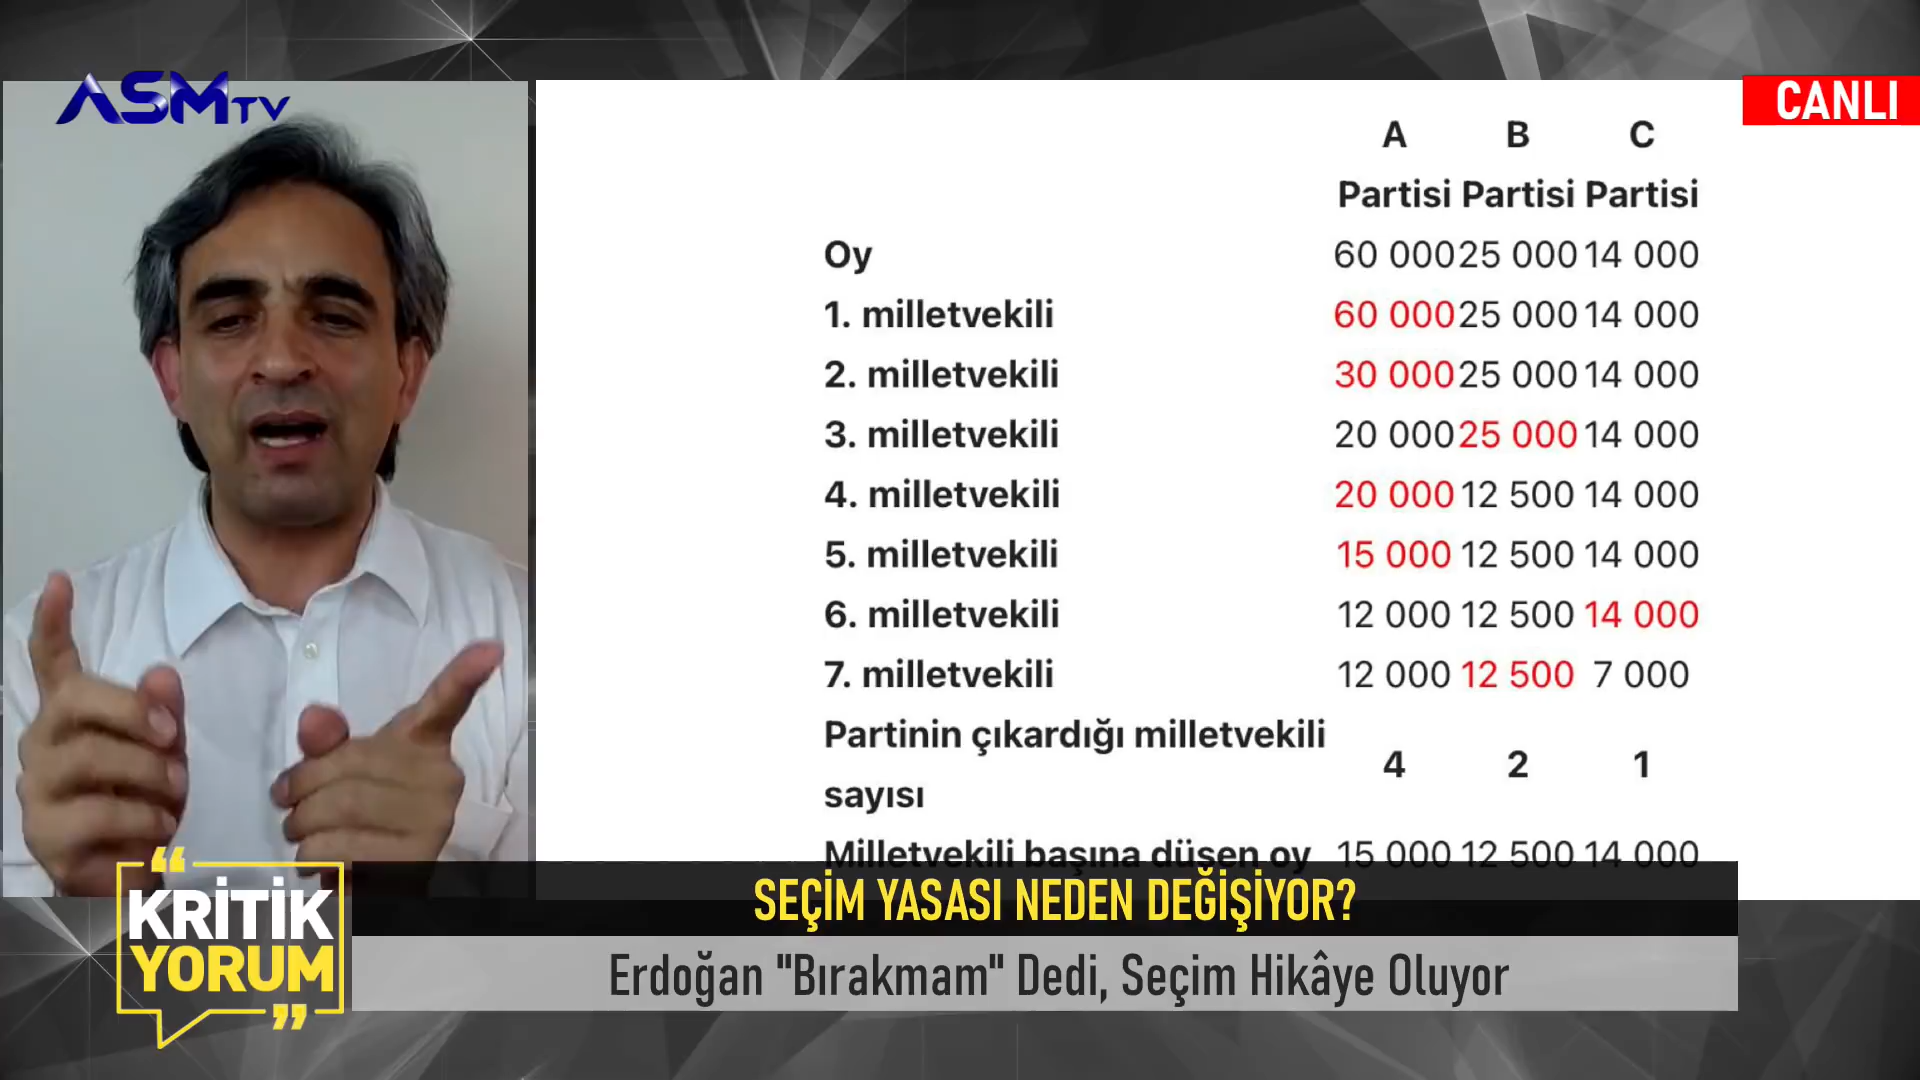 ASMTV
CANLI
A B C
Partisi Partisi Partisi
Oy 60 000 25 000 14 000
1. milletvekili 60 000 25 000 14 000
2. milletvekili 30 000 25 000 14 000
3. milletvekili 20 000 25 000 14 000
4. milletvekili 20 000 12 500 14 000
5. milletvekili 15 000 12 500 14 000
6. milletvekili 12 000 12 500 14 000
7. milletvekili 12 000 12 500 7 000
Partinin çıkardığı milletvekili
sayısı 4 2 1
Milletvekili başına düşen oy 15 000 12 500 14 000
“KRİTİK
YORUM”
SEÇİM YASASI NEDEN DEĞİŞİYOR?
Erdoğan "Bırakmam" Dedi, Seçim Hikâye Oluyor